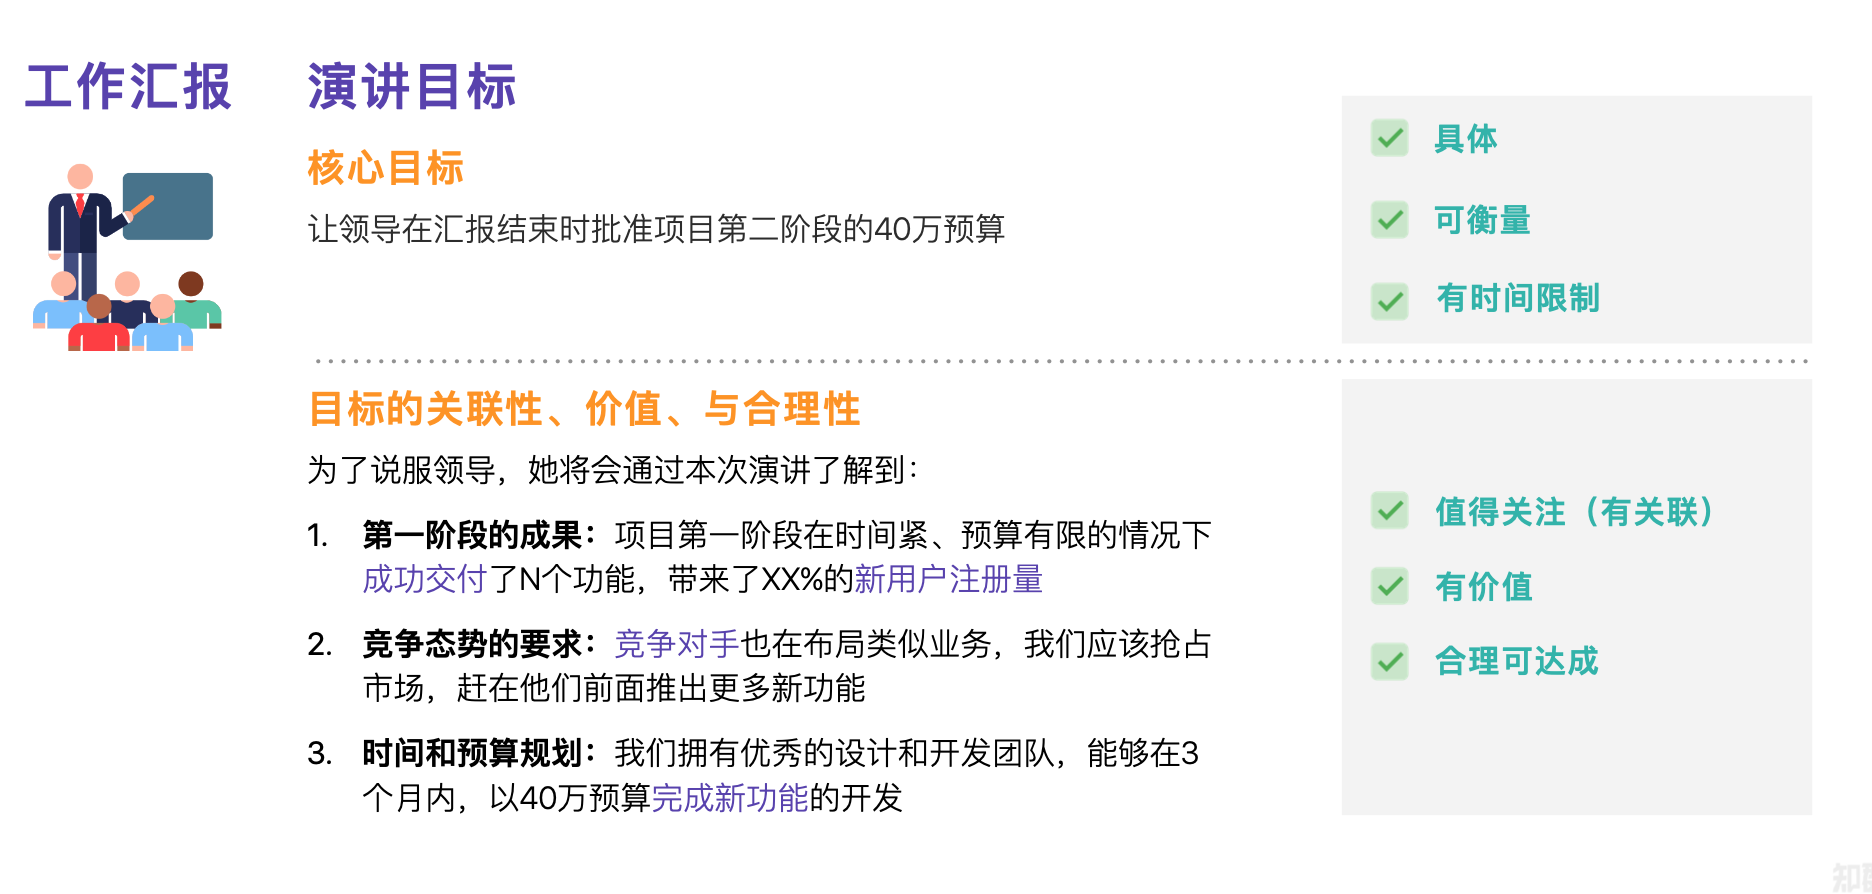 工作汇报
演讲目标
核心目标
让领导在汇报结束时批准项目第二阶段的40万预算
具体
可衡量
有时间限制
目标的关联性、价值、与合理性
为了说服领导，她将会通过本次演讲了解到：
1. 第一阶段的成果：项目第一阶段在时间紧、预算有限的情况下
成功交付了N个功能，带来了XX%的新用户注册量
2. 竞争态势的要求：竞争对手也在布局类似业务，我们应该抢占
市场，赶在他们前面推出更多新功能
3. 时间和预算规划：我们拥有优秀的设计和开发团队，能够在3
个月内，以40万预算完成新功能的开发
值得关注（有关联）
有价值
合理可达成
知